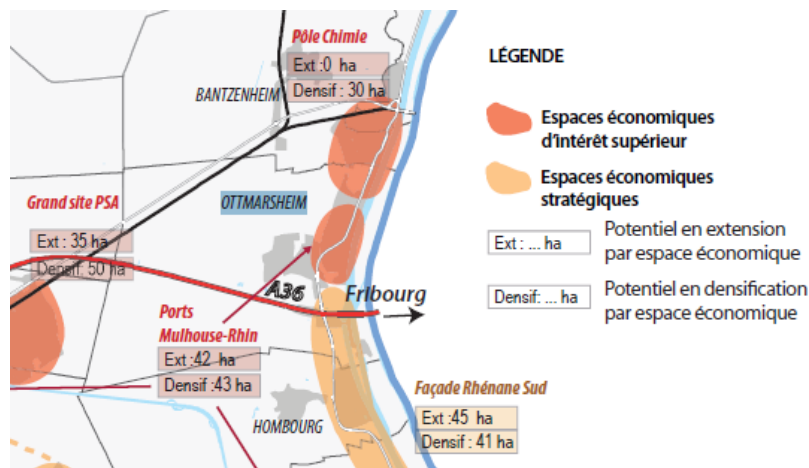 Pôle Chimie
Ext :0 ha
Densif : 30 ha
BANTZENHEIM
Grand site PSA
Ext : 35 ha
Densif : 50 ha
OTTMARSHEIM
A36
Fribourg
Ports
Mulhouse-Rhin
Ext :42 ha
Densif :43 ha
HOMBOURG
Façade Rhénane Sud
Ext :45 ha
Densif : 41 ha
LÉGENDE
Espaces économiques
d'intérêt supérieur
Espaces économiques
stratégiques
Ext : ... ha
Potentiel en extension
par espace économique
Densif: ... ha
Potentiel en densification
par espace économique